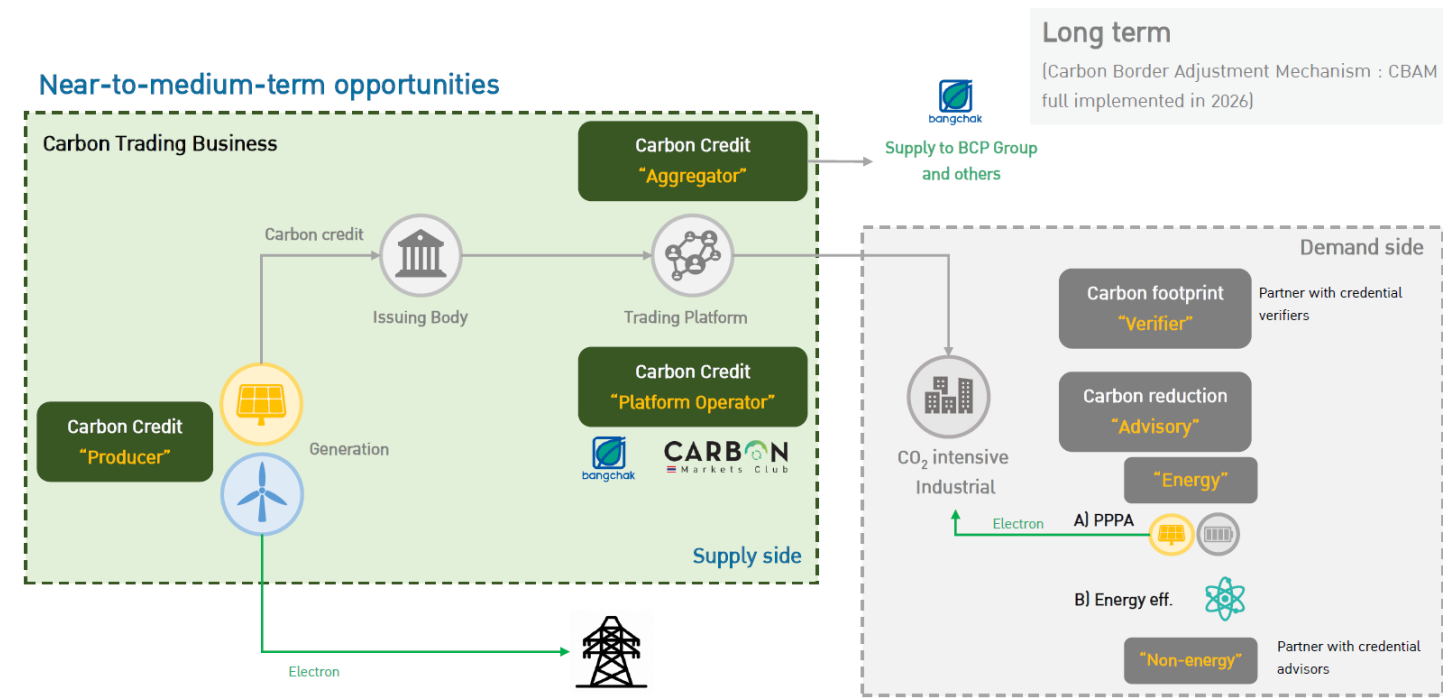 Near-to-medium-term opportunities
Carbon Trading Business
Carbon Credit
“Aggregator”
bangchak
Supply to BCP Group
and others
Long term
(Carbon Border Adjustment Mechanism : CBAM
full implemented in 2026)
Carbon credit
Issuing Body
Trading Platform
Carbon Credit
“Producer”
Generation
Carbon Credit
“Platform Operator”
bangchak
CARBON
Markets Club
Supply side
Electron
Demand side
Carbon footprint
“Verifier”
Partner with credential
verifiers
Carbon reduction
“Advisory”
CO₂ intensive
Industrial
“Energy”
Electron
A) PPPA
B) Energy eff.
“Non-energy”
Partner with credential
advisors